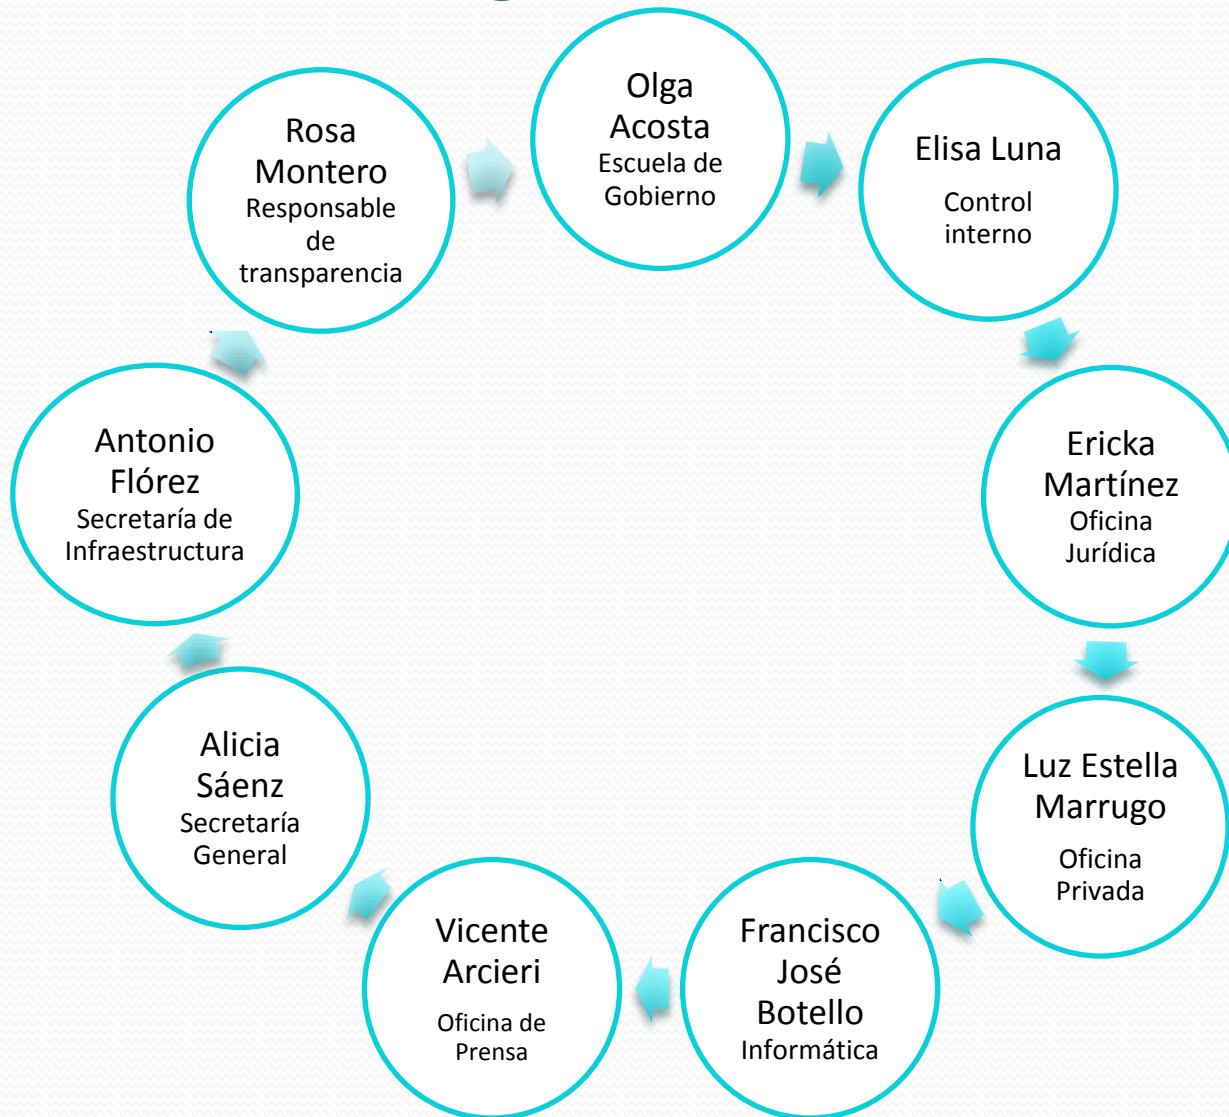 Olga
Acosta
Escuela de
Gobierno
Elisa Luna
Control
interno
Ericka
Martínez
Oficina
Jurídica
Luz Estella
Marrugo
Oficina
Privada
Francisco
José
Botello
Informática
Vicente
Arcieri
Oficina de
Prensa
Alicia
Sáenz
Secretaría
General
Antonio
Flórez
Secretaría de
Infraestructura
Rosa
Montero
Responsable
de
transparencia